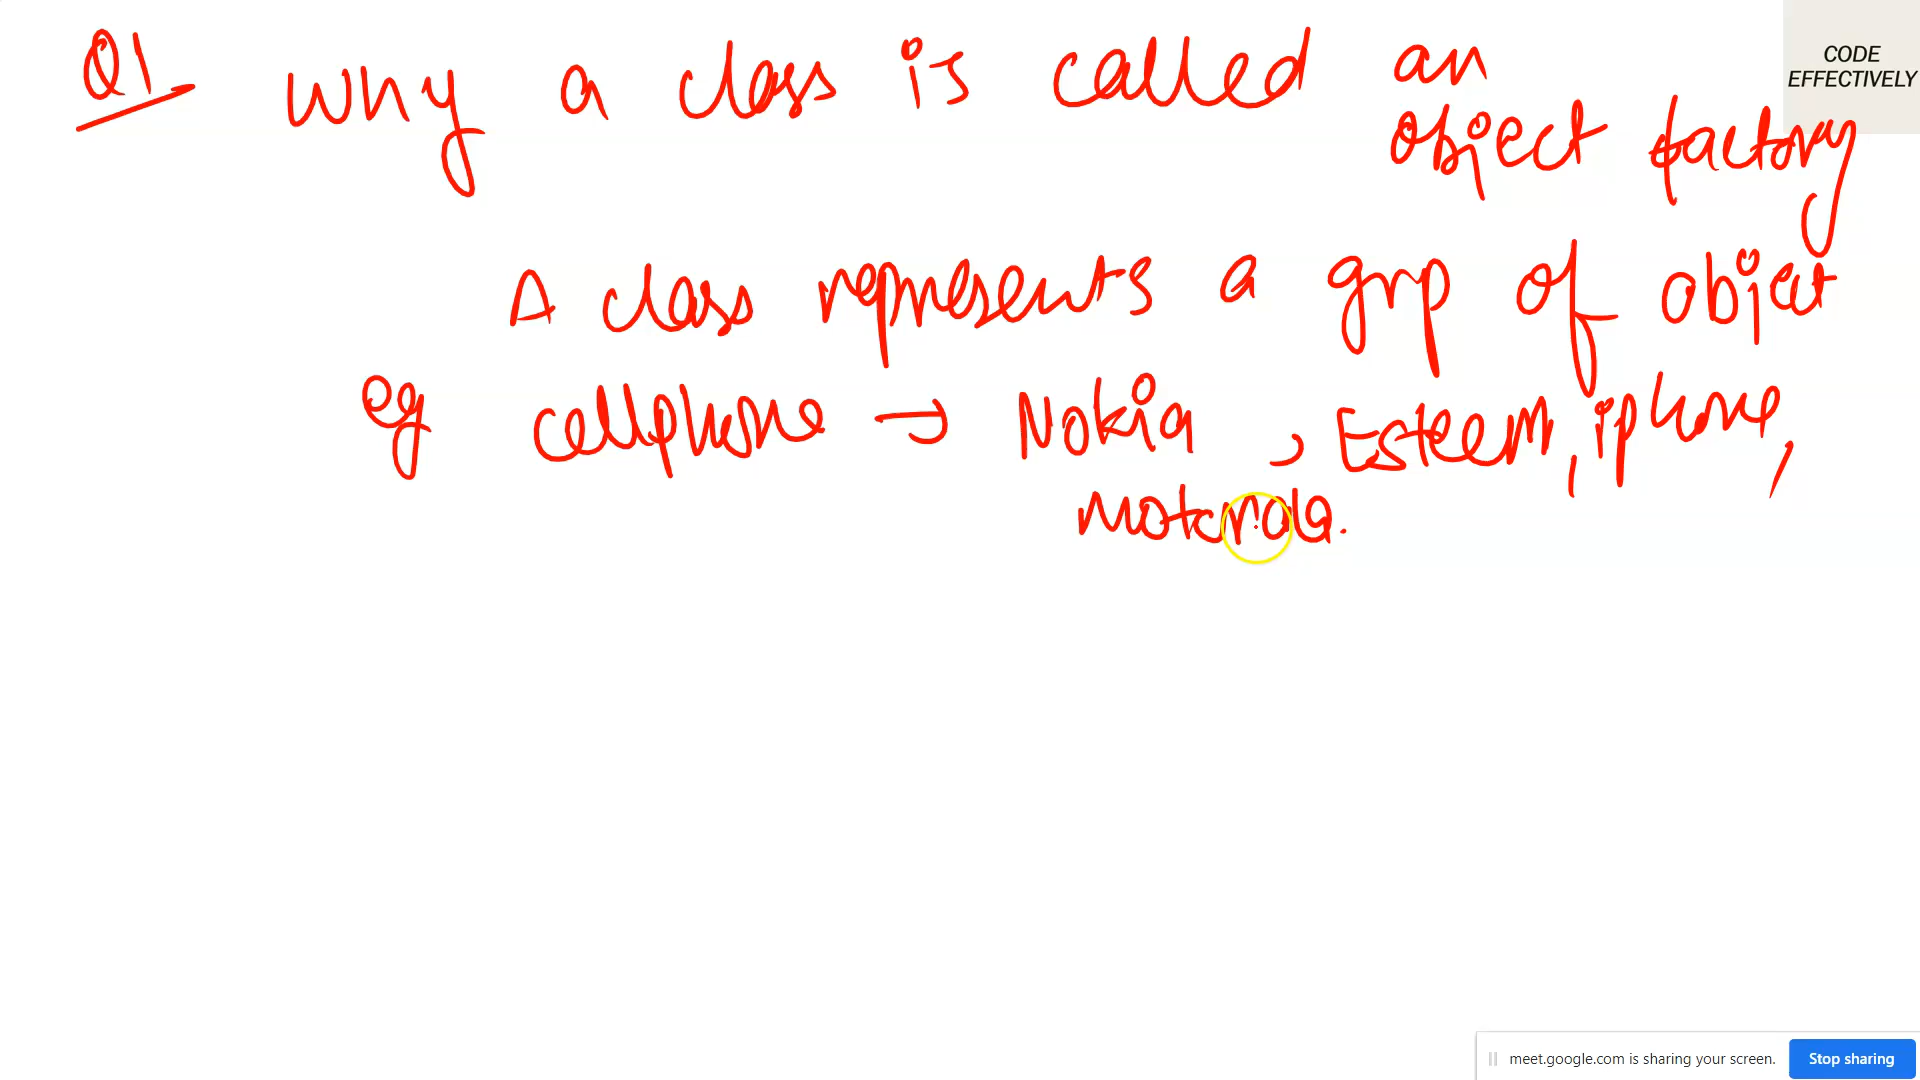 Q1 Why a class is called an
object factory
A class represents a grp of object
eg cellphone → Nokia, Esteem, iphone,
Motorola.
CODE
EFFECTIVELY
meet.google.com is sharing your screen. Stop sharing